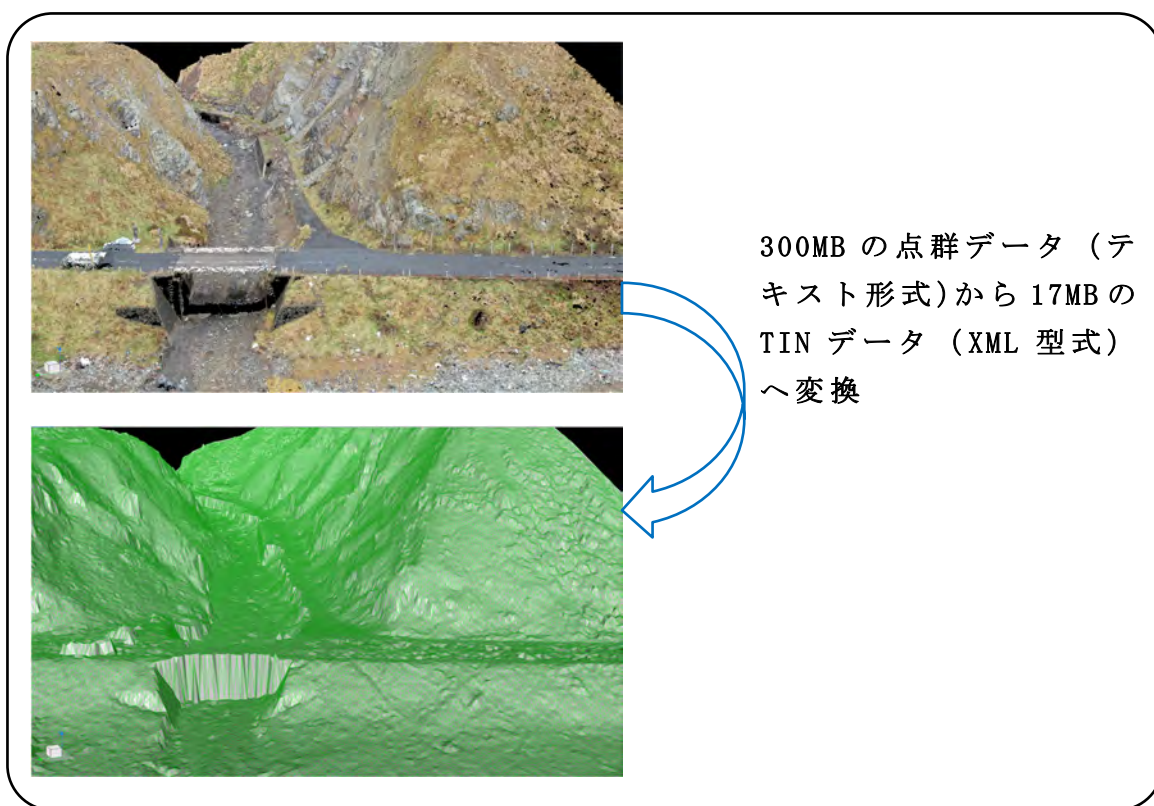 300MB の点群データ (テ
キスト形式)から 17MB の
TIN データ (XML 型式)
へ変換